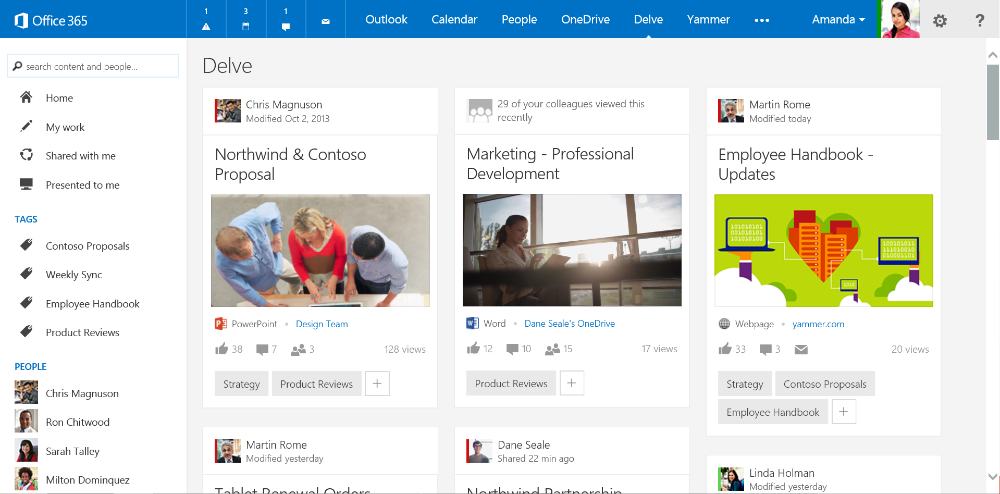 Office 365
1
3
1
Outlook
Calendar
People
OneDrive
Delve
Yammer
Amanda
?
search content and people...
Home
My work
Shared with me
Presented to me
TAGS
Contoso Proposals
Weekly Sync
Employee Handbook
Product Reviews
PEOPLE
Chris Magnuson
Ron Chitwood
Sarah Talley
Milton Dominquez
Delve
Chris Magnuson
Modified Oct 2, 2013
Northwind & Contoso
Proposal
PowerPoint • Design Team
38 7 3 128 views
Strategy Product Reviews +
29 of your colleagues viewed this
recently
Marketing - Professional
Development
Word • Dane Seale's OneDrive
12 10 15 17 views
Product Reviews +
Martin Rome
Modified today
Employee Handbook -
Updates
101010101
001010101
101010100
100101011
111010010
010001101
1010
Webpage • yammer.com
33 3 20 views
Strategy Contoso Proposals
Employee Handbook +
Martin Rome
Modified yesterday
Tablet Renewal Orders
Dane Seale
Shared 22 min ago
Northwind Partnership
Linda Holman
Modified yesterday